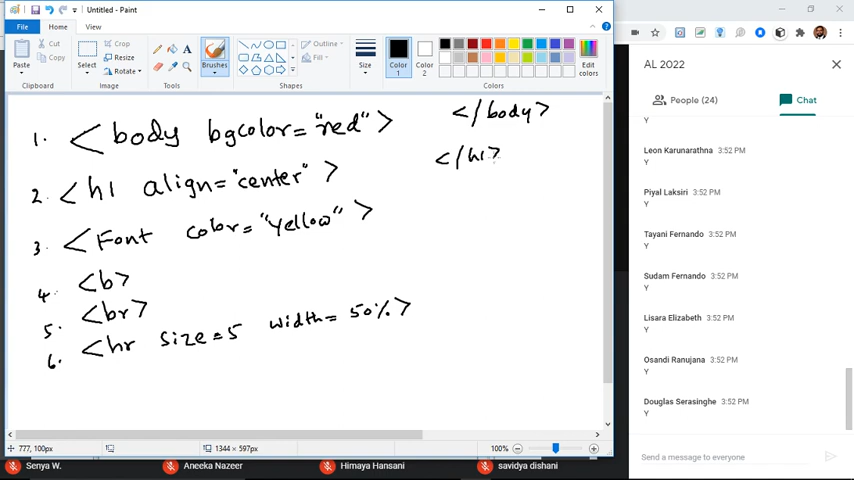 Untitled - Paint
File
Home
View
Cut
Copy
Paste
Clipboard
Crop
Resize
Rotate
Select
Image
Tools
Brushes
Shapes
Outline
Fill
Size
Color 1
Color 2
Edit colors
Colors
1. <body bgcolor="red"> </body>
2. <h1 align="center"> </h1>
3. <Font color="Yellow">
4. <b>
5. <br>
6. <hr size=5 width=50%>
777, 100px
1344 × 597px
100%
Senya W.
Aneeka Nazeer
Himaya Hansani
savidya dishani
AL 2022
People (24)
Chat
Y
Leon Karunarathna 3:52 PM
Y
Piyal Laksiri 3:52 PM
Y
Tayani Fernando 3:52 PM
Y
Sudam Fernando 3:52 PM
Y
Lisara Elizabeth 3:52 PM
Y
Osandi Ranujana 3:52 PM
Y
Douglas Serasinghe 3:52 PM
Y
Send a message to everyone